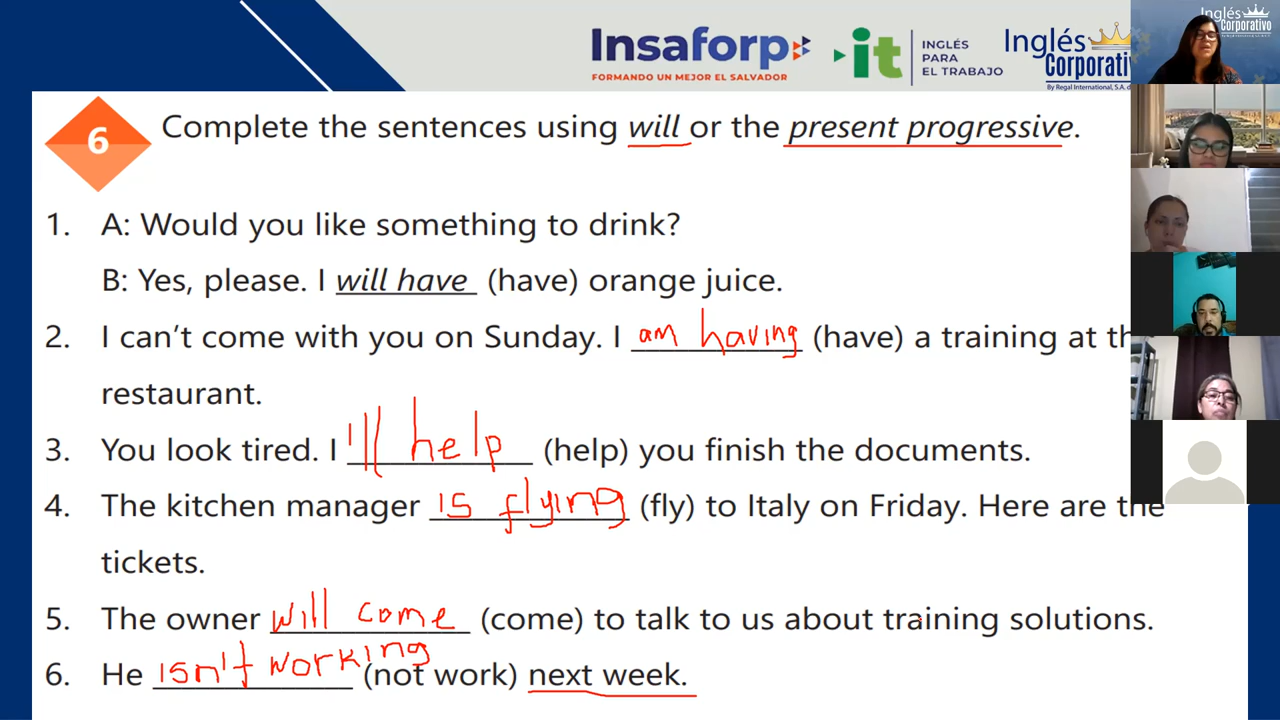 Insaforp
FORMANDO UN MEJOR EL SALVADOR
it
INGLÉS
PARA
EL TRABAJO
Inglés
Corporativ
By Regal International, S.A. d
Inglés
Corporativo
6
Complete the sentences using will or the present progressive.
1. A: Would you like something to drink?
B: Yes, please. I will have (have) orange juice.
2. I can't come with you on Sunday. I am having (have) a training at th
restaurant.
3. You look tired. I 'll help (help) you finish the documents.
4. The kitchen manager is flying (fly) to Italy on Friday. Here are the
tickets.
5. The owner will come (come) to talk to us about training solutions.
6. He isn't working (not work) next week.